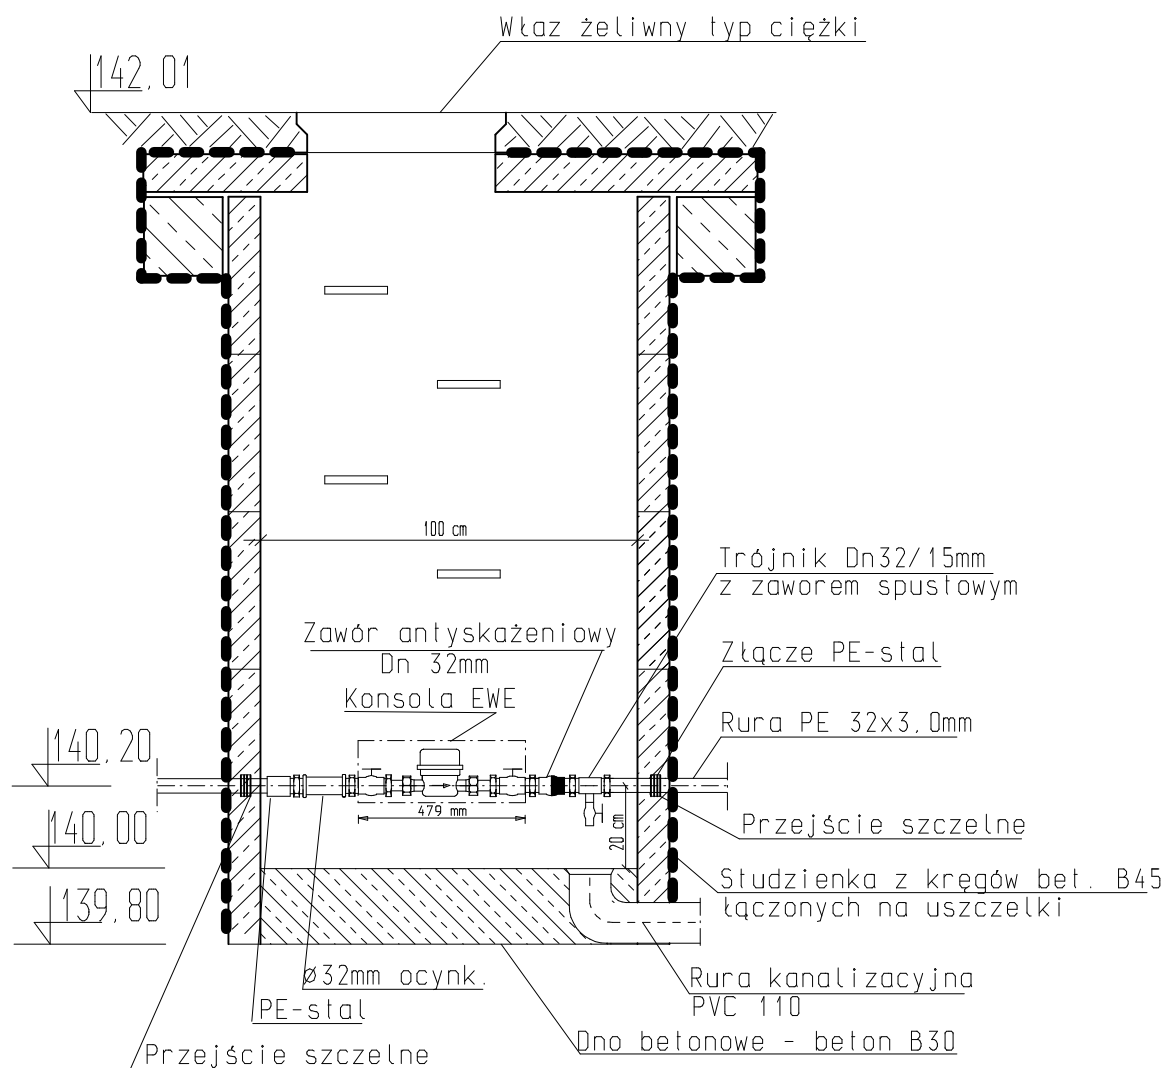 Właz żeliwny typ ciężki
142,01
100 cm
Trójnik Dn32/15mm
z zaworem spustowym
Zawór antyskażeniowy
Dn 32mm
Złącze PE-stal
Konsola EWE
Rura PE 32x3,0mm
140,20
479 mm
20 cm
Przejście szczelne
140,00
Studzienka z kręgów bet. B45
łączonych na uszczelki
139,80
Ø32mm ocynk.
Rura kanalizacyjna
PVC 110
PE-stal
Dno betonowe - beton B30
Przejście szczelne